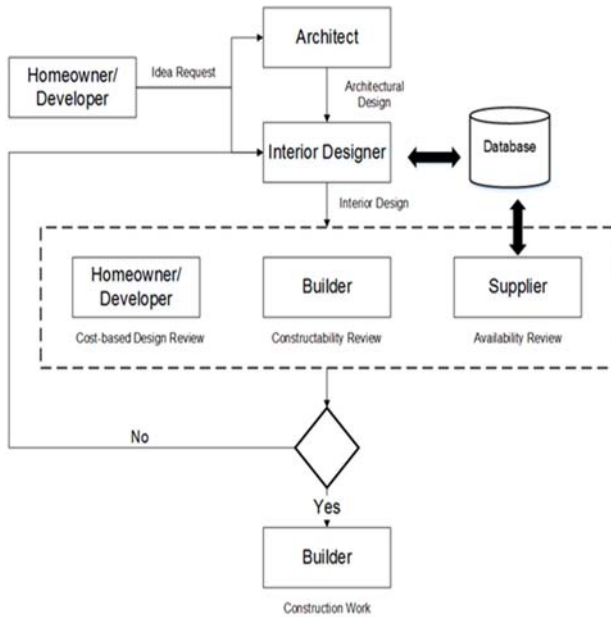 Architect
Homeowner/
Developer
Idea Request
Architectural
Design
Interior Designer
Database
Interior Design
Homeowner/
Developer
Builder
Supplier
Cost-based Design Review
Constructability Review
Availability Review
No
Yes
Builder
Construction Work